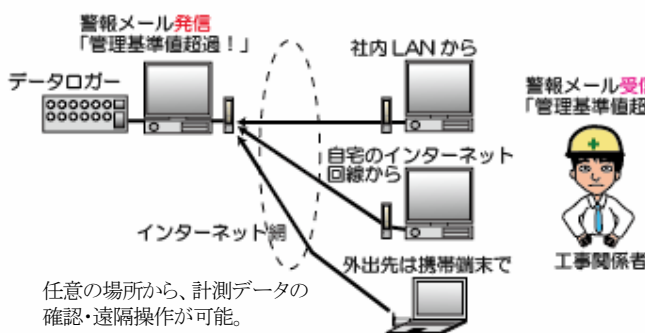 警報メール発信
「管理基準値超過！」
データロガー
社内LANから
自宅のインターネット
回線から
インターネット網
外出先は携帯端末で
任意の場所から、計測データの
確認・遠隔操作が可能。
警報メール受信
「管理基準値超
工事関係者